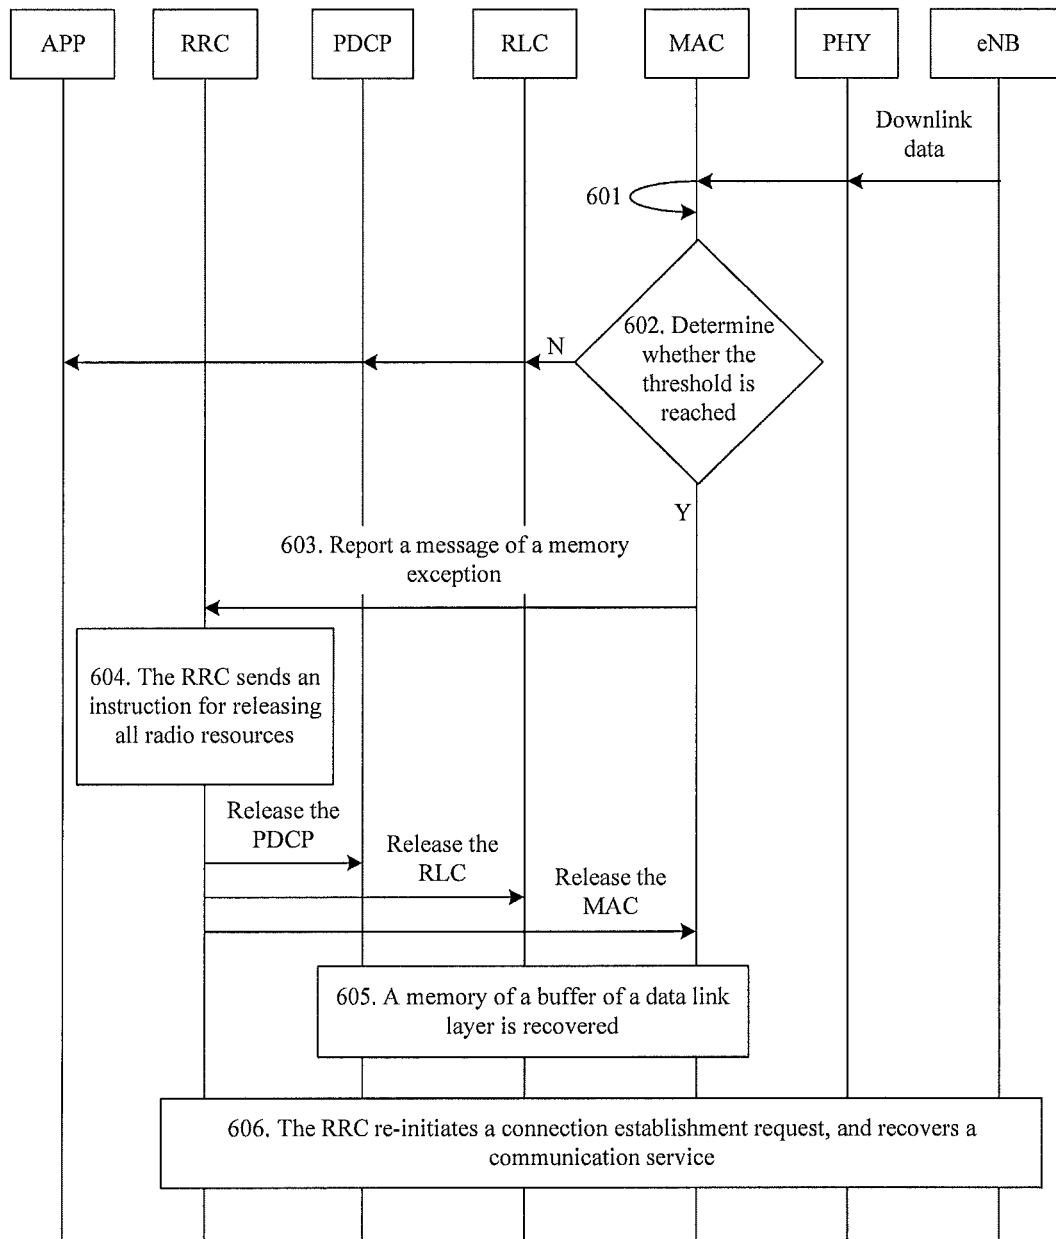 APP RRC PDCP RLC MAC PHY eNB
Downlink
data
601
602. Determine
whether the
threshold is
reached
N
Y
603. Report a message of a memory
exception
604. The RRC sends an
instruction for releasing
all radio resources
Release the
PDCP
Release the
RLC
Release the
MAC
605. A memory of a buffer of a data link
layer is recovered
606. The RRC re-initiates a connection establishment request, and recovers a
communication service